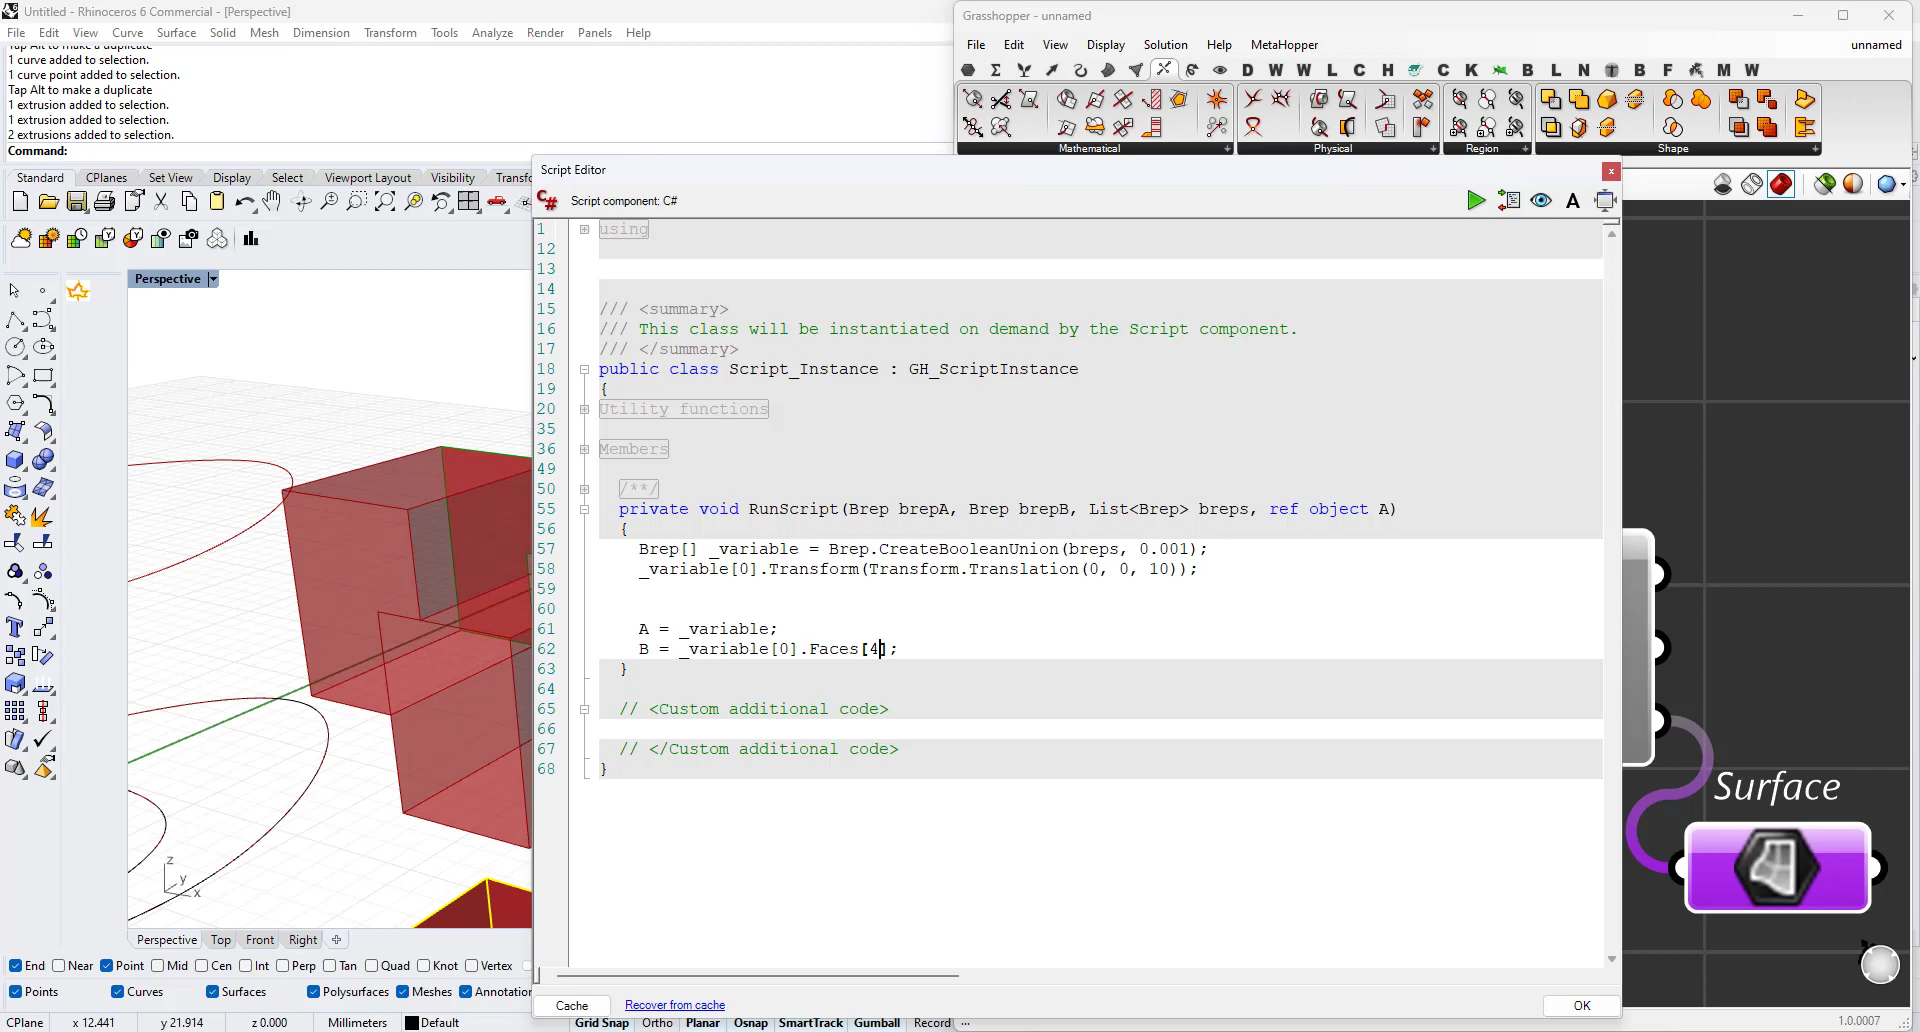 Untitled - Rhinoceros 6 Commercial - [Perspective]
File Edit View Curve Surface Solid Mesh Dimension Transform Tools Analyze Render Panels Help
Tap Alt to make a duplicate
1 curve added to selection.
1 curve point added to selection.
Tap Alt to make a duplicate
1 extrusion added to selection.
1 extrusion added to selection.
2 extrusions added to selection.
Command:
Standard CPlanes Set View Display Select Viewport Layout Visibility Transfo
Perspective
Grasshopper - unnamed
File Edit View Display Solution Help MetaHopper unnamed
D W W L C H C K B L N B F M W
Mathematical Physical Region Shape
Script Editor
C# Script component: C#
A
1 using
12
13
14
15 /// <summary>
16 /// This class will be instantiated on demand by the Script component.
17 /// </summary>
18 public class Script_Instance : GH_ScriptInstance
19 {
20 Utility functions
35
36 Members
49
50 /**/
55 private void RunScript(Brep brepA, Brep brepB, List<Brep> breps, ref object A)
56 {
57 Brep[] _variable = Brep.CreateBooleanUnion(breps, 0.001);
58 _variable[0].Transform(Transform.Translation(0, 0, 10));
59
60
61 A = _variable;
62 B = _variable[0].Faces[4];
63 }
64
65 // <Custom additional code>
66
67 // </Custom additional code>
68 }
Cache Recover from cache OK
Surface
1.0.0007
z
y
x
Perspective Top Front Right
End Near Point Mid Cen Int Perp Tan Quad Knot Vertex
Points Curves Surfaces Polysurfaces Meshes Annotation
CPlane x 12.441 y 21.914 z 0.000 Millimeters Default Grid Snap Ortho Planar Osnap SmartTrack Gumball Record ...